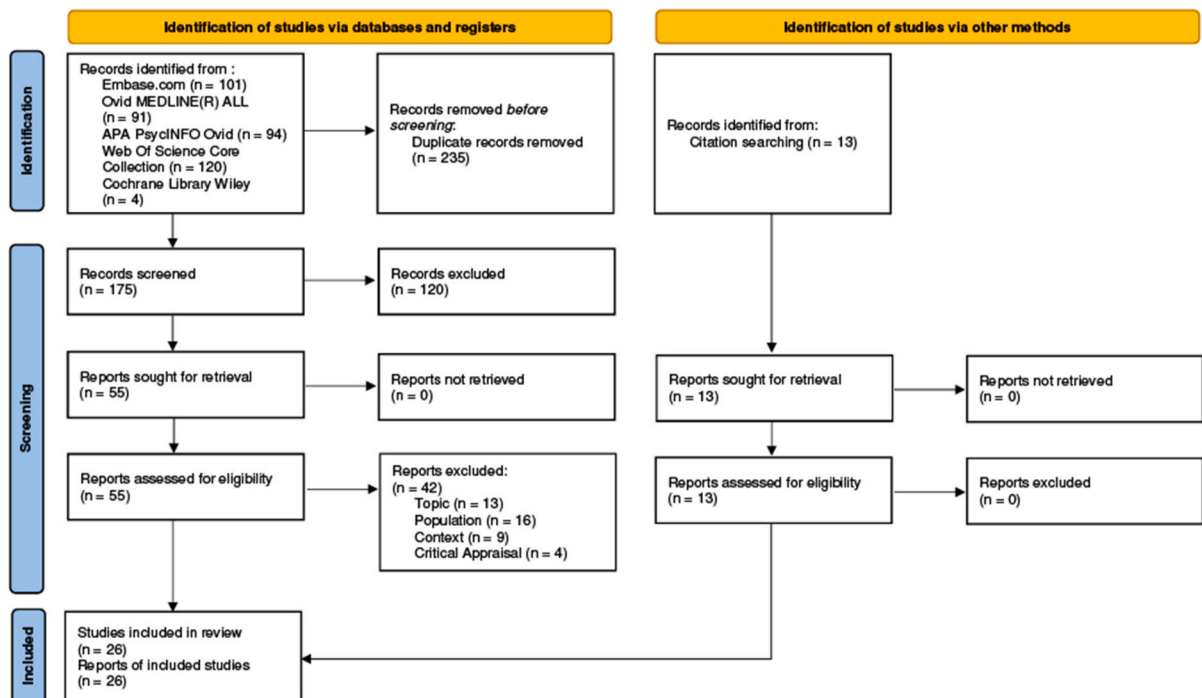 Identification of studies via databases and registers
Identification of studies via other methods
Identification
Records identified from :
Embase.com (n = 101)
Ovid MEDLINE(R) ALL
(n = 91)
APA PsycINFO Ovid (n = 94)
Web Of Science Core
Collection (n = 120)
Cochrane Library Wiley
(n = 4)
Records removed before
screening:
Duplicate records removed
(n = 235)
Records identified from:
Citation searching (n = 13)
Screening
Records screened
(n = 175)
Records excluded
(n = 120)
Reports sought for retrieval
(n = 55)
Reports not retrieved
(n = 0)
Reports sought for retrieval
(n = 13)
Reports not retrieved
(n = 0)
Reports assessed for eligibility
(n = 55)
Reports excluded:
(n = 42)
Topic (n = 13)
Population (n = 16)
Context (n = 9)
Critical Appraisal (n = 4)
Reports assessed for eligibility
(n = 13)
Reports excluded
(n = 0)
Included
Studies included in review
(n = 26)
Reports of included studies
(n = 26)